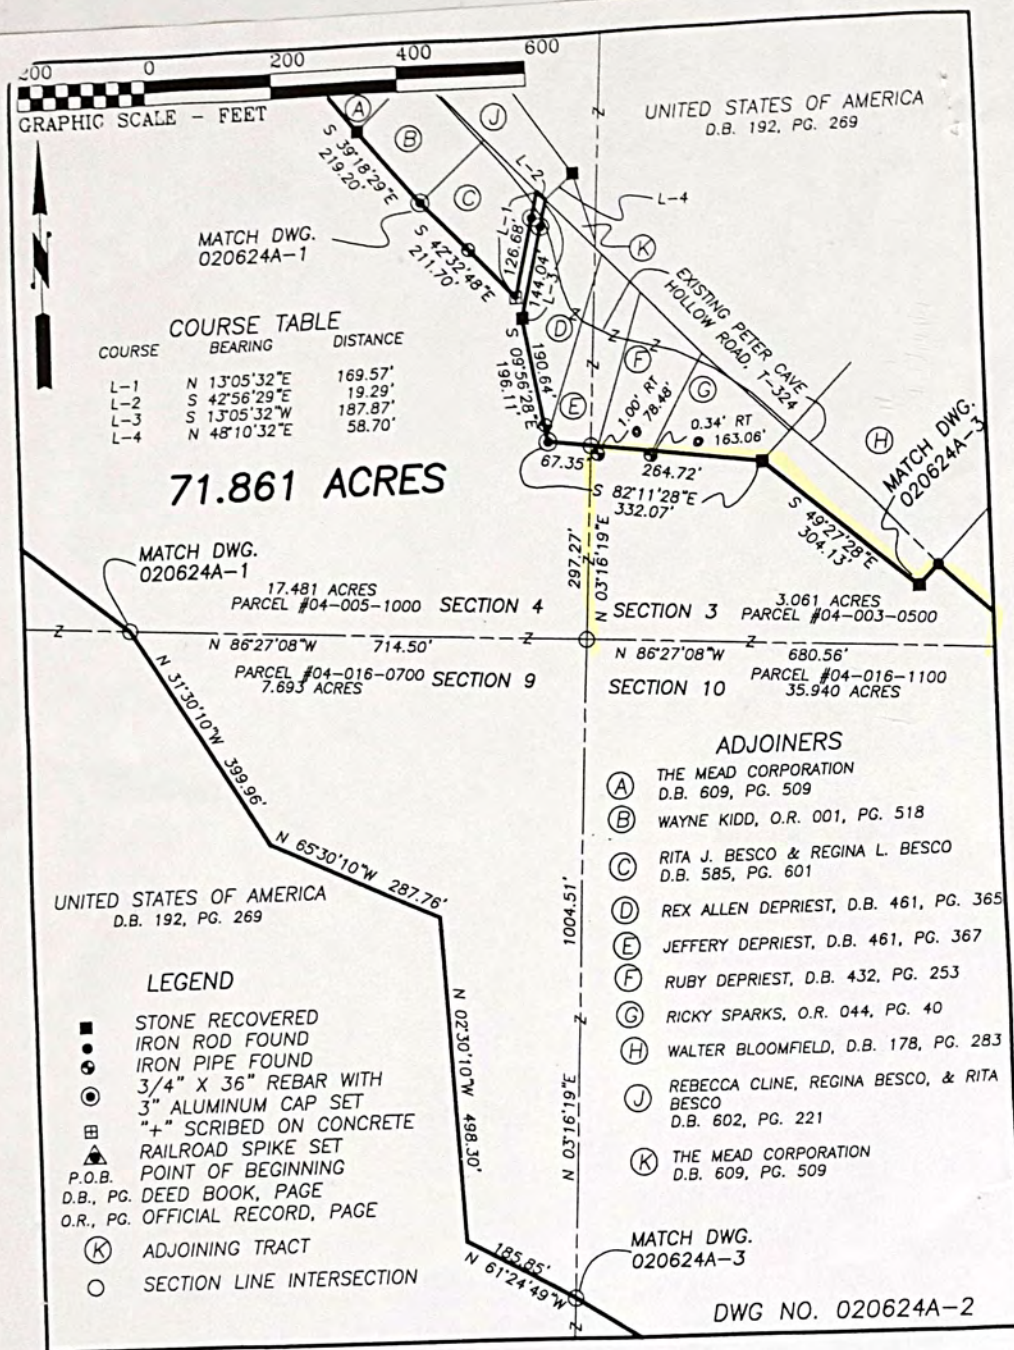 200 0 200 400 600
GRAPHIC SCALE - FEET
UNITED STATES OF AMERICA
D.B. 192, PG. 269
A
B
J
C
K
D
E
F
G
H
L-1
L-2
L-4
L-3
S 39°18'29"E
219.20'
MATCH DWG.
020624A-1
S 42°32'48"E
211.70'
126.68'
144.04'
S 09°56'28"E
196.11'
190.64'
EXISTING PETER CAVE
HOLLOW ROAD, T-324
1.00' RT
78.48'
0.34' RT
163.06'
67.35'
264.72'
S 82°11'28"E
332.07'
MATCH DWG.
020624A-3
S 49°27'28"E
304.13'
COURSE TABLE
COURSE BEARING DISTANCE
L-1 N 13°05'32"E 169.57'
L-2 S 42°56'29"E 19.29'
L-3 S 13°05'32"W 187.87'
L-4 N 48°10'32"E 58.70'
71.861 ACRES
MATCH DWG.
020624A-1
297.27'
N 03°16'19"E
17.481 ACRES
PARCEL #04-005-1000 SECTION 4
SECTION 3
3.061 ACRES
PARCEL #04-003-0500
Z
N 86°27'08"W 714.50'
N 86°27'08"W 680.56'
PARCEL #04-016-0700 SECTION 9
7.693 ACRES
SECTION 10
PARCEL #04-016-1100
35.940 ACRES
N 31°30'10"W 399.96'
N 65°30'10"W 287.76'
UNITED STATES OF AMERICA
D.B. 192, PG. 269
N 02°30'10"W 498.30'
1004.51'
N 03°16'19"E
185.85'
N 61°24'49"W
MATCH DWG.
020624A-3
ADJOINERS
A THE MEAD CORPORATION
D.B. 609, PG. 509
B WAYNE KIDD, O.R. 001, PG. 518
C RITA J. BESCO & REGINA L. BESCO
D.B. 585, PG. 601
D REX ALLEN DEPRIEST, D.B. 461, PG. 365
E JEFFERY DEPRIEST, D.B. 461, PG. 367
F RUBY DEPRIEST, D.B. 432, PG. 253
G RICKY SPARKS, O.R. 044, PG. 40
H WALTER BLOOMFIELD, D.B. 178, PG. 283
J REBECCA CLINE, REGINA BESCO, & RITA
BESCO
D.B. 602, PG. 221
K THE MEAD CORPORATION
D.B. 609, PG. 509
LEGEND
STONE RECOVERED
IRON ROD FOUND
IRON PIPE FOUND
3/4" X 36" REBAR WITH
3" ALUMINUM CAP SET
"+" SCRIBED ON CONCRETE
RAILROAD SPIKE SET
P.O.B. POINT OF BEGINNING
D.B., PG. DEED BOOK, PAGE
O.R., PG. OFFICIAL RECORD, PAGE
K ADJOINING TRACT
SECTION LINE INTERSECTION
DWG NO. 020624A-2